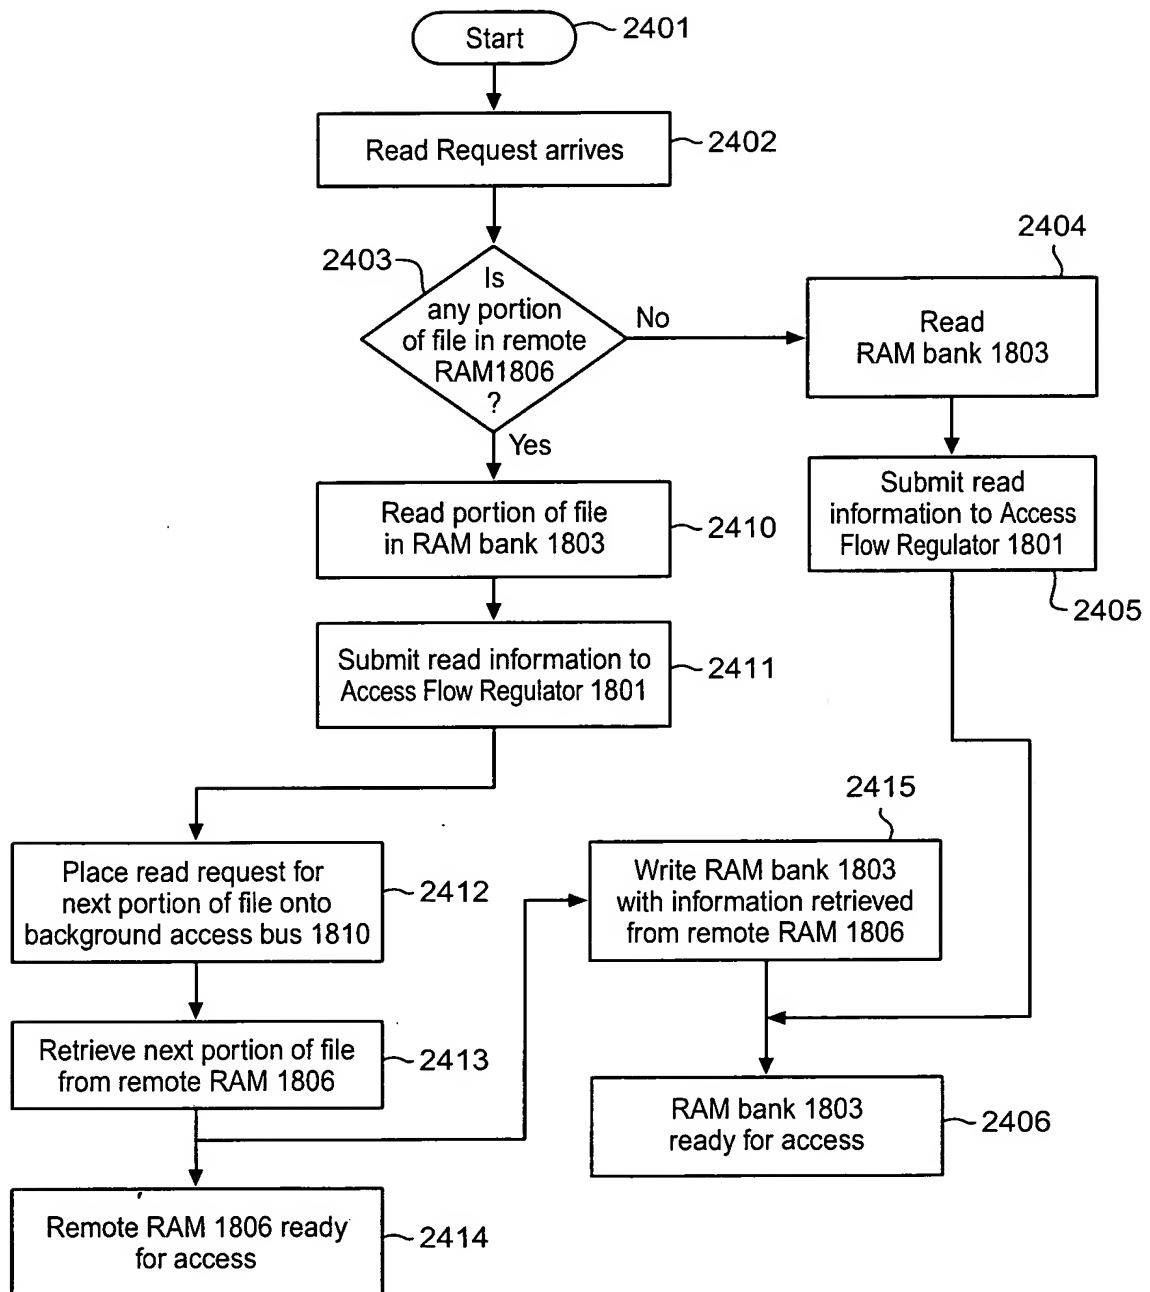 Start
2401
Read Request arrives
2402
2403
Is
any portion
of file in remote
RAM1806
?
No
Yes
2404
Read
RAM bank 1803
Submit read
information to Access
Flow Regulator 1801
2405
Read portion of file
in RAM bank 1803
2410
Submit read information to
Access Flow Regulator 1801
2411
Place read request for
next portion of file onto
background access bus 1810
2412
Retrieve next portion of file
from remote RAM 1806
2413
Remote RAM 1806 ready
for access
2414
2415
Write RAM bank 1803
with information retrieved
from remote RAM 1806
RAM bank 1803
ready for access
2406